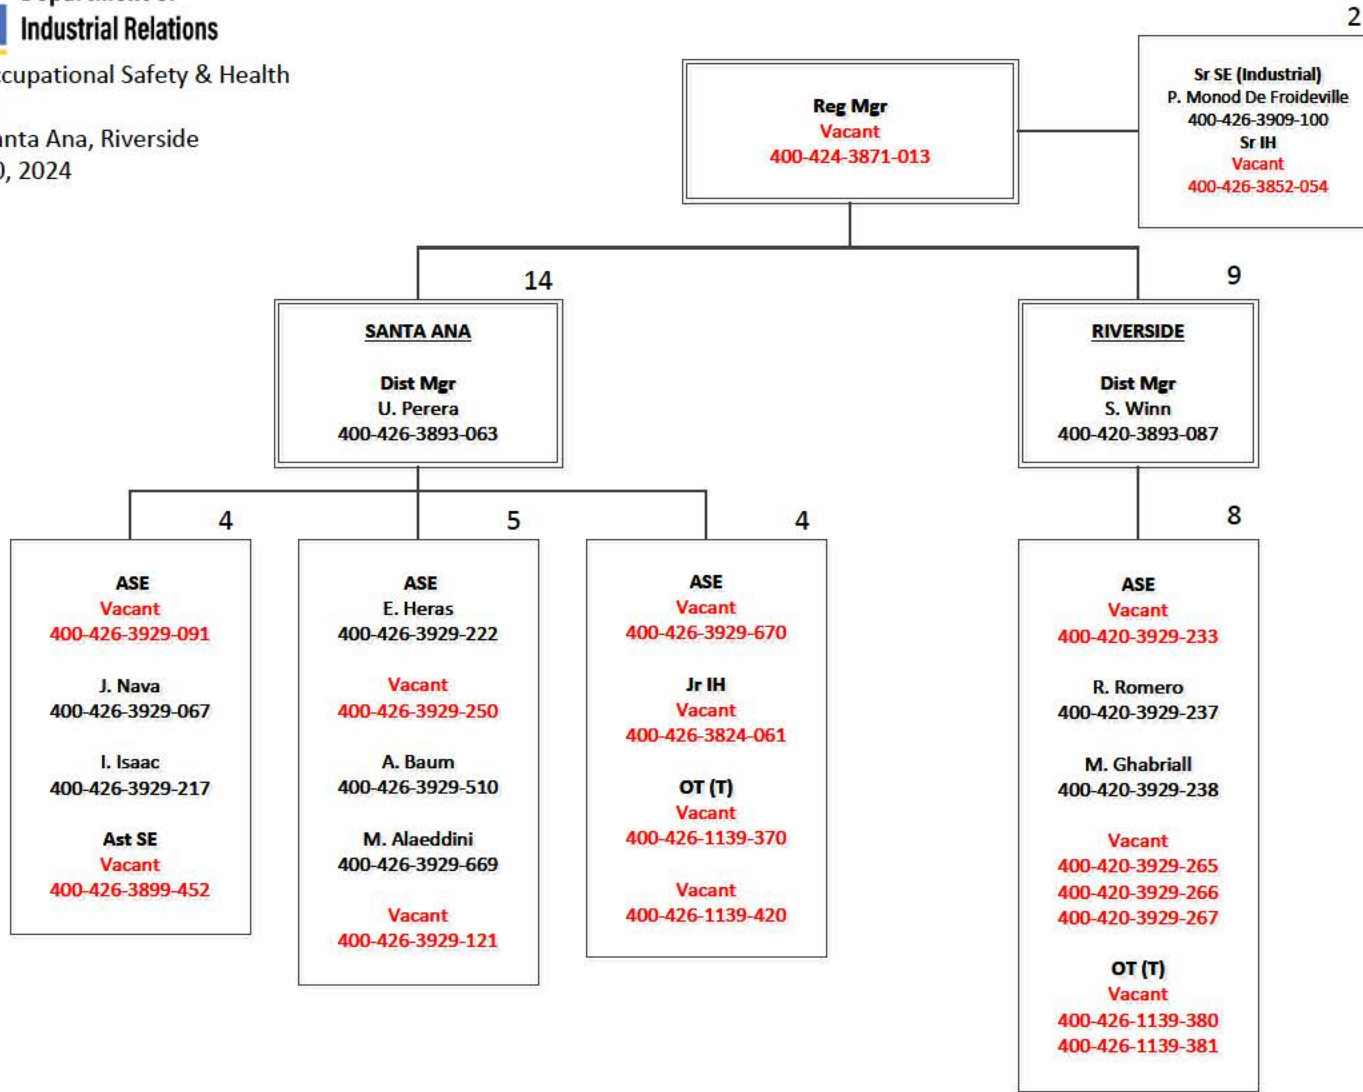 Industrial Relations
Safety & Health
Ana, Riverside
2024
2
Reg Mgr
Vacant
400-424-3871-013
Sr SE (Industrial)
P. Monod De Froideville
400-426-3909-100
Sr IH
Vacant
400-426-3852-054
14
SANTA ANA
Dist Mgr
U. Perera
400-426-3893-063
9
RIVERSIDE
Dist Mgr
S. Winn
400-420-3893-087
4
ASE
Vacant
400-426-3929-091
J. Nava
400-426-3929-067
I. Isaac
400-426-3929-217
Ast SE
Vacant
400-426-3899-452
5
ASE
E. Heras
400-426-3929-222
Vacant
400-426-3929-250
A. Baum
400-426-3929-510
M. Alaeddini
400-426-3929-669
Vacant
400-426-3929-121
4
ASE
Vacant
400-426-3929-670
Jr IH
Vacant
400-426-3824-061
OT (T)
Vacant
400-426-1139-370
Vacant
400-426-1139-420
8
ASE
Vacant
400-420-3929-233
R. Romero
400-420-3929-237
M. Ghabriall
400-420-3929-238
Vacant
400-420-3929-265
400-420-3929-266
400-420-3929-267
OT (T)
Vacant
400-426-1139-380
400-426-1139-381